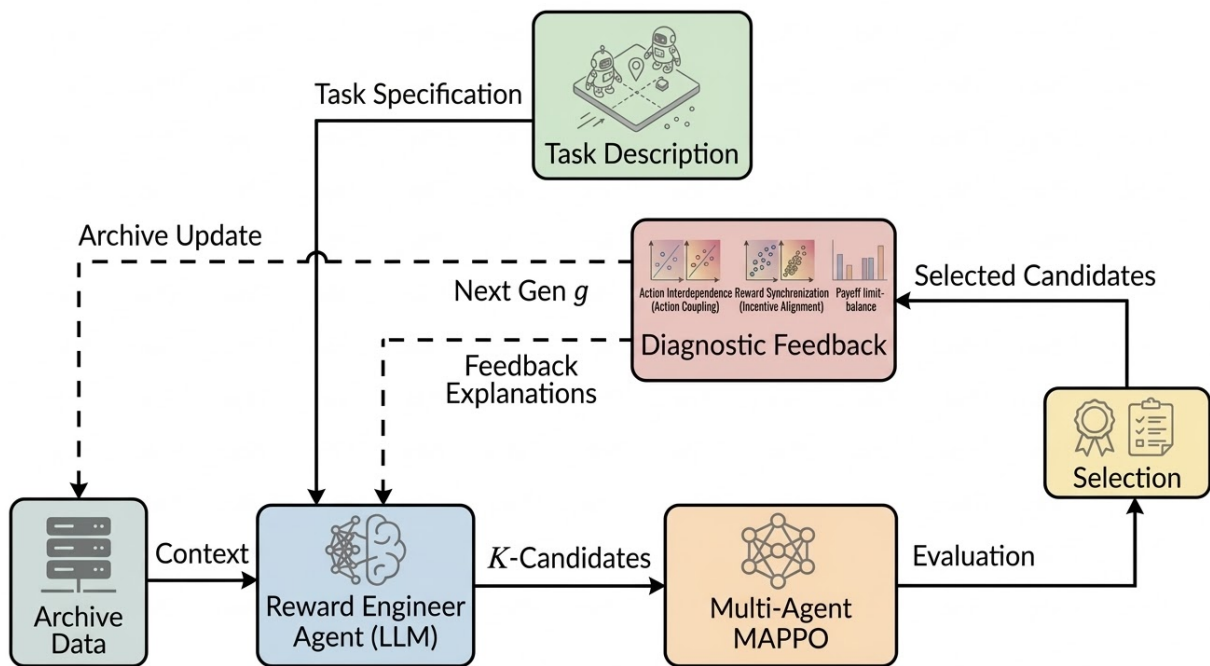 Task Specification
Task Description
Archive Update
Next Gen g
Action Interdependence
(Action Coupling)
Reward Synchrenization
(Incentive Alignment)
Payeff limit-
balance
Diagnostic Feedback
Selected Candidates
Feedback
Explanations
Selection
Archive
Data
Context
Reward Engineer
Agent (LLM)
K-Candidates
Multi-Agent
MAPPO
Evaluation